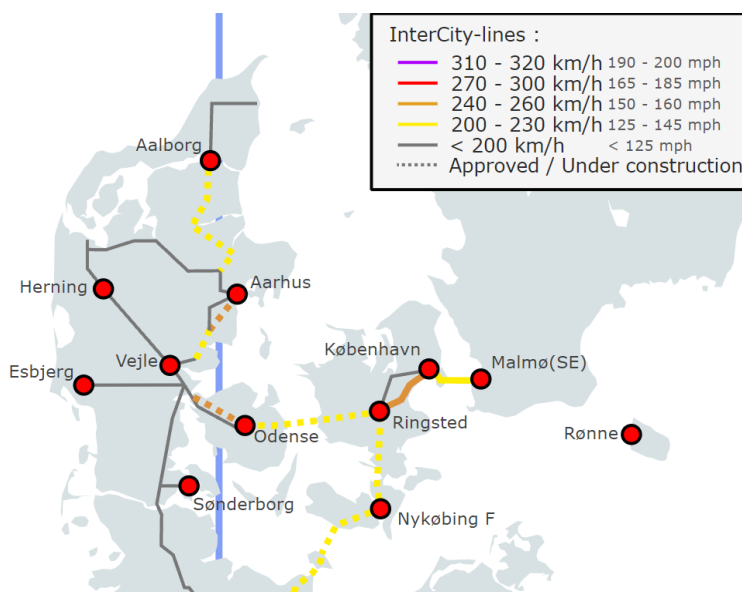 InterCity-lines :
310 - 320 km/h 190 - 200 mph
270 - 300 km/h 165 - 185 mph
240 - 260 km/h 150 - 160 mph
200 - 230 km/h 125 - 145 mph
< 200 km/h < 125 mph
Approved / Under construction
Aalborg
Aarhus
Herning
København
Vejle
Malmø(SE)
Esbjerg
Ringsted
Odense
Rønne
Sønderborg
Nykøbing F